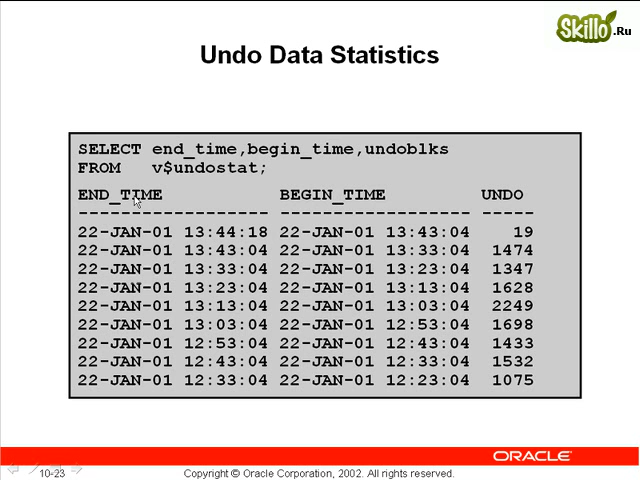 Skillo.Ru
Undo Data Statistics
SELECT end_time,begin_time,undoblks
FROM   v$undostat;
END_TIME           BEGIN_TIME         UNDO
------------------ ------------------ -----
22-JAN-01 13:44:18 22-JAN-01 13:43:04    19
22-JAN-01 13:43:04 22-JAN-01 13:33:04  1474
22-JAN-01 13:33:04 22-JAN-01 13:23:04  1347
22-JAN-01 13:23:04 22-JAN-01 13:13:04  1628
22-JAN-01 13:13:04 22-JAN-01 13:03:04  2249
22-JAN-01 13:03:04 22-JAN-01 12:53:04  1698
22-JAN-01 12:53:04 22-JAN-01 12:43:04  1433
22-JAN-01 12:43:04 22-JAN-01 12:33:04  1532
22-JAN-01 12:33:04 22-JAN-01 12:23:04  1075
ORACLE
10-23 Copyright © Oracle Corporation, 2002. All rights reserved.